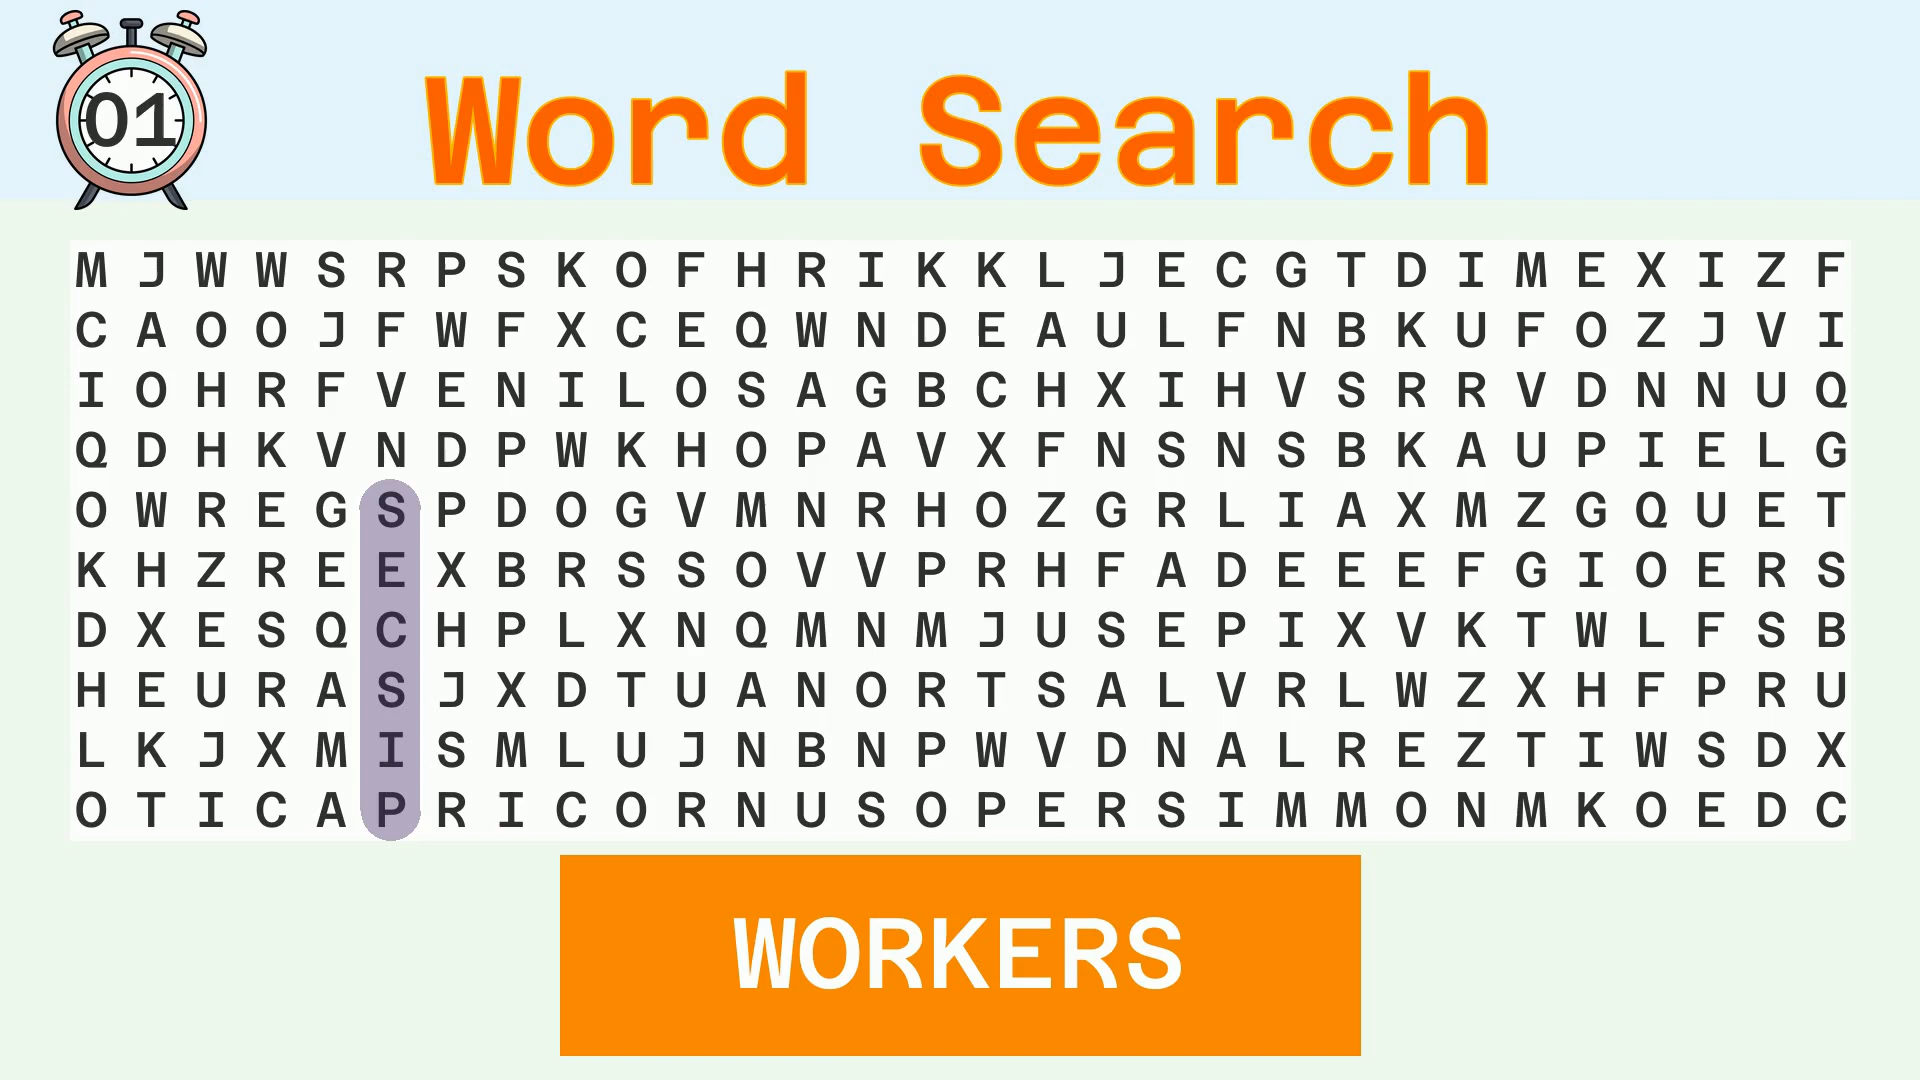 01
Word Search
M J W W S R P S K O F H R I K K L J E C G T D I M E X I Z F
C A O O J F W F X C E Q W N D E A U L F N B K U F O Z J V I
I O H R F V E N I L O S A G B C H X I H V S R R V D N N U Q
Q D H K V N D P W K H O P A V X F N S N S B K A U P I E L G
O W R E G S P D O G V M N R H O Z G R L I A X M Z G Q U E T
K H Z R E E X B R S S O V V P R H F A D E E E F G I O E R S
D X E S Q C H P L X N Q M N M J U S E P I X V K T W L F S B
H E U R A S J X D T U A N O R T S A L V R L W Z X H F P R U
L K J X M I S M L U J N B N P W V D N A L R E Z T I W S D X
O T I C A P R I C O R N U S O P E R S I M M O N M K O E D C
WORKERS